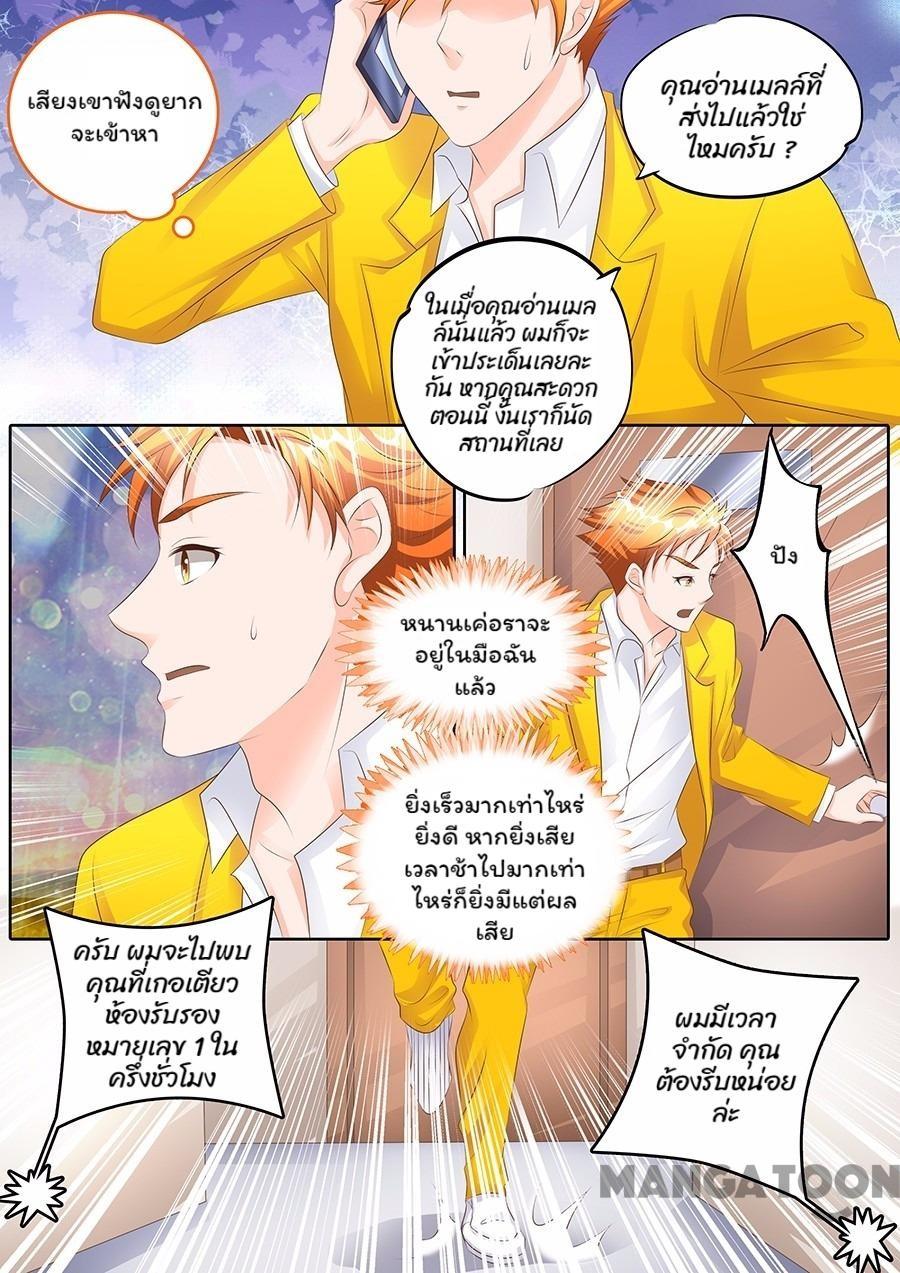 เสียงเขาฟังดูยาก
จะเข้าหา
คุณอ่านเมลล์ที่
ส่งไปแล้วใช่
ไหมครับ ?
ในเมื่อคุณอ่านเมล
ล์นั่นแล้ว ผมก็จะ
เข้าประเด็นเลยละ
กัน หากคุณสะดวก
ตอนนี้ งั้นเราก็นัด
สถานที่เลย
ปัง
หนานเค่อราจะ
อยู่ในมือฉัน
แล้ว
ยิ่งเร็วมากเท่าไหร่
ยิ่งดี หากยิ่งเสีย
เวลาช้าไปมากเท่า
ไหร่ก็ยิ่งมีแต่ผล
เสีย
ครับ ผมจะไปพบ
คุณที่เกอเตียว
ห้องรับรอง
หมายเลข 1 ใน
ครึ่งชั่วโมง
ผมมีเวลา
จำกัด คุณ
ต้องรีบหน่อย
ล่ะ
MANGATOON